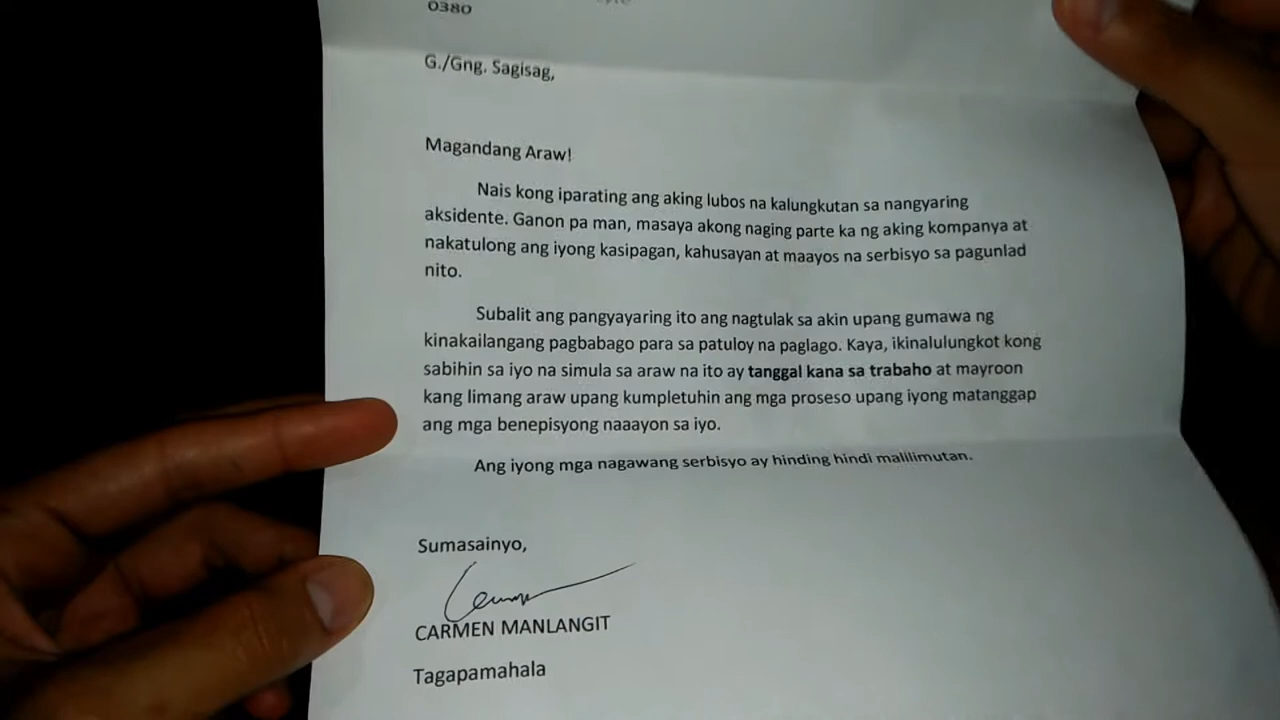 0380
G./Gng. Sagisag,
Magandang Araw!
Nais kong iparating ang aking lubos na kalungkutan sa nangyaring
aksidente. Ganon pa man, masaya akong naging parte ka ng aking kompanya at
nakatulong ang iyong kasipagan, kahusayan at maayos na serbisyo sa pagunlad
nito.
Subalit ang pangyayaring ito ang nagtulak sa akin upang gumawa ng
kinakailangang pagbabago para sa patuloy na paglago. Kaya, ikinalulungkot kong
sabihin sa iyo na simula sa araw na ito ay tanggal kana sa trabaho at mayroon
kang limang araw upang kumpletuhin ang mga proseso upang iyong matanggap
ang mga benepisyong naaayon sa iyo.
Ang iyong mga nagawang serbisyo ay hinding hindi malilimutan.
Sumasainyo,
CARMEN MANLANGIT
Tagapamahala